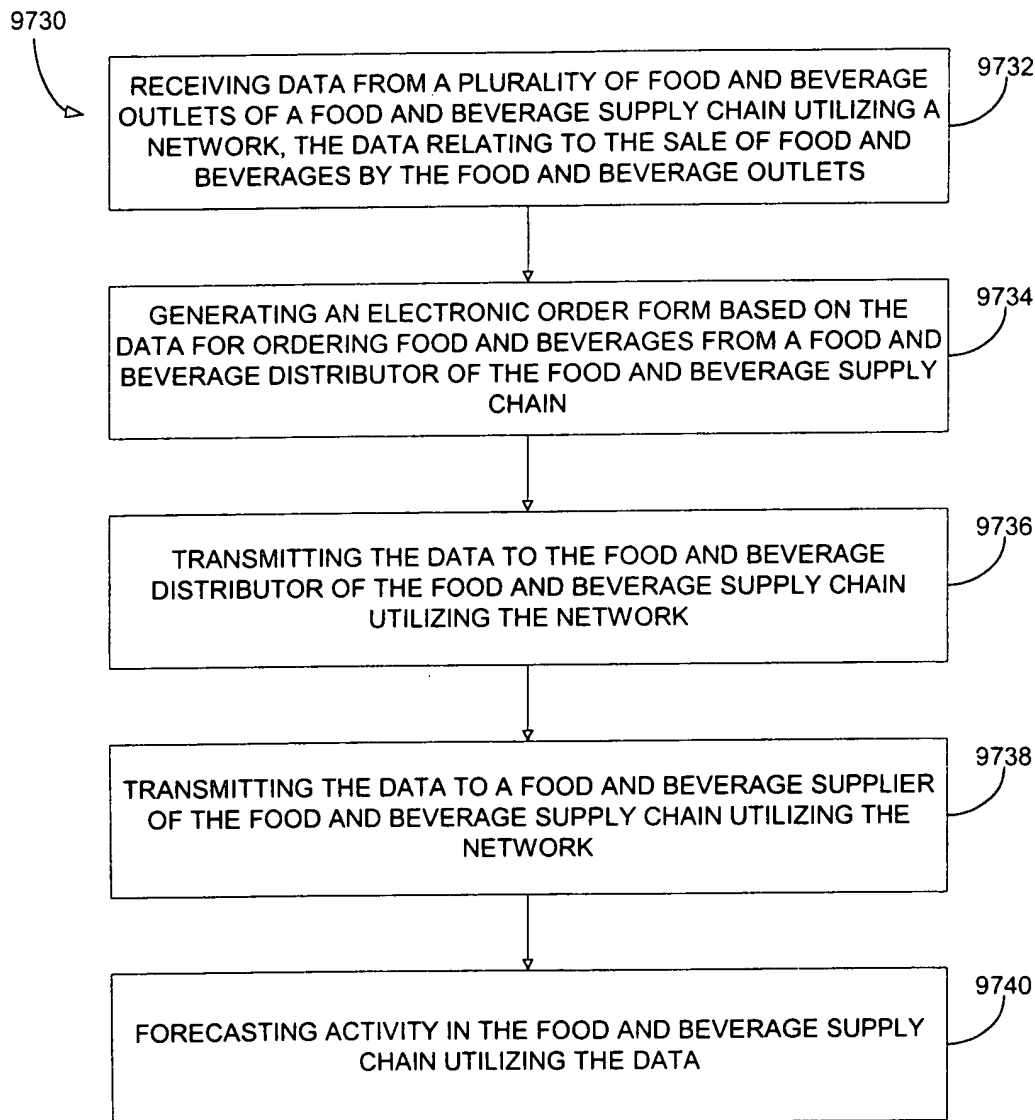 9730
RECEIVING DATA FROM A PLURALITY OF FOOD AND BEVERAGE
OUTLETS OF A FOOD AND BEVERAGE SUPPLY CHAIN UTILIZING A
NETWORK, THE DATA RELATING TO THE SALE OF FOOD AND
BEVERAGES BY THE FOOD AND BEVERAGE OUTLETS
9732
GENERATING AN ELECTRONIC ORDER FORM BASED ON THE
DATA FOR ORDERING FOOD AND BEVERAGES FROM A FOOD AND
BEVERAGE DISTRIBUTOR OF THE FOOD AND BEVERAGE SUPPLY
CHAIN
9734
TRANSMITTING THE DATA TO THE FOOD AND BEVERAGE
DISTRIBUTOR OF THE FOOD AND BEVERAGE SUPPLY CHAIN
UTILIZING THE NETWORK
9736
TRANSMITTING THE DATA TO A FOOD AND BEVERAGE SUPPLIER
OF THE FOOD AND BEVERAGE SUPPLY CHAIN UTILIZING THE
NETWORK
9738
FORECASTING ACTIVITY IN THE FOOD AND BEVERAGE SUPPLY
CHAIN UTILIZING THE DATA
9740